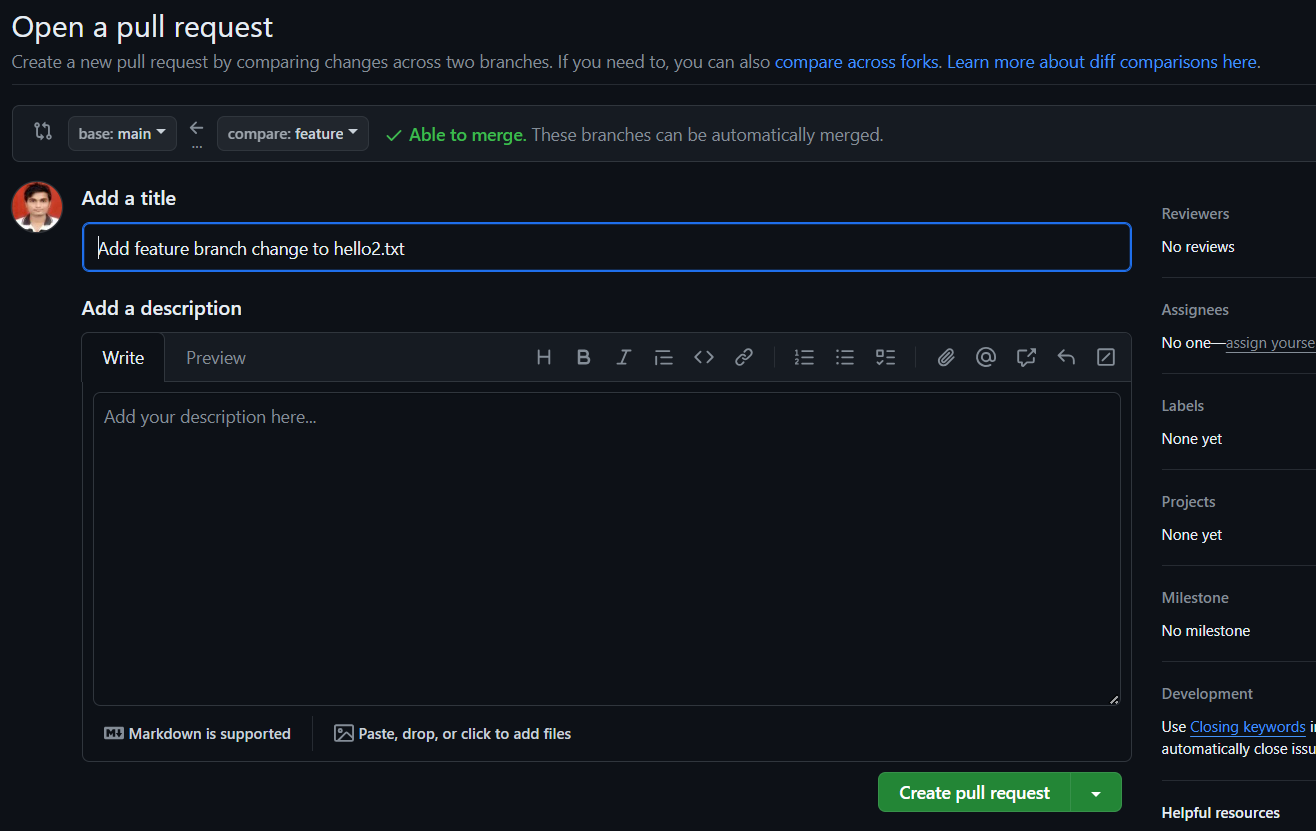 Open a pull request
Create a new pull request by comparing changes across two branches. If you need to, you can also compare across forks. Learn more about diff comparisons here.
base: main
...
compare: feature
Able to merge. These branches can be automatically merged.
Add a title
Add feature branch change to hello2.txt
Add a description
Write
Preview
Add your description here...
Markdown is supported
Paste, drop, or click to add files
Create pull request
Reviewers
No reviews
Assignees
No one—assign yourse
Labels
None yet
Projects
None yet
Milestone
No milestone
Development
Use Closing keywords i
automatically close issu
Helpful resources